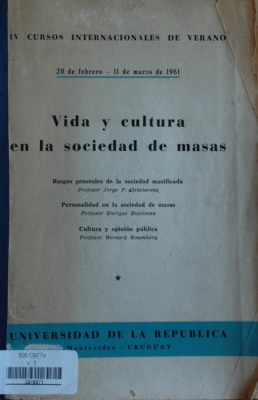 IV CURSOS INTERNACIONALES DE VERANO
20 de febrero - 11 de marzo de 1961
Vida y cultura
en la sociedad de masas
Rasgos generales de la sociedad masificada
Profesor Jorge P. Graciarena
Personalidad en la sociedad de masas
Profesor Enrique Butelman
Cultura y opinión pública
Profesor Bernard Rosenberg
UNIVERSIDAD DE LA REPUBLICA
Montevideo - URUGUAY